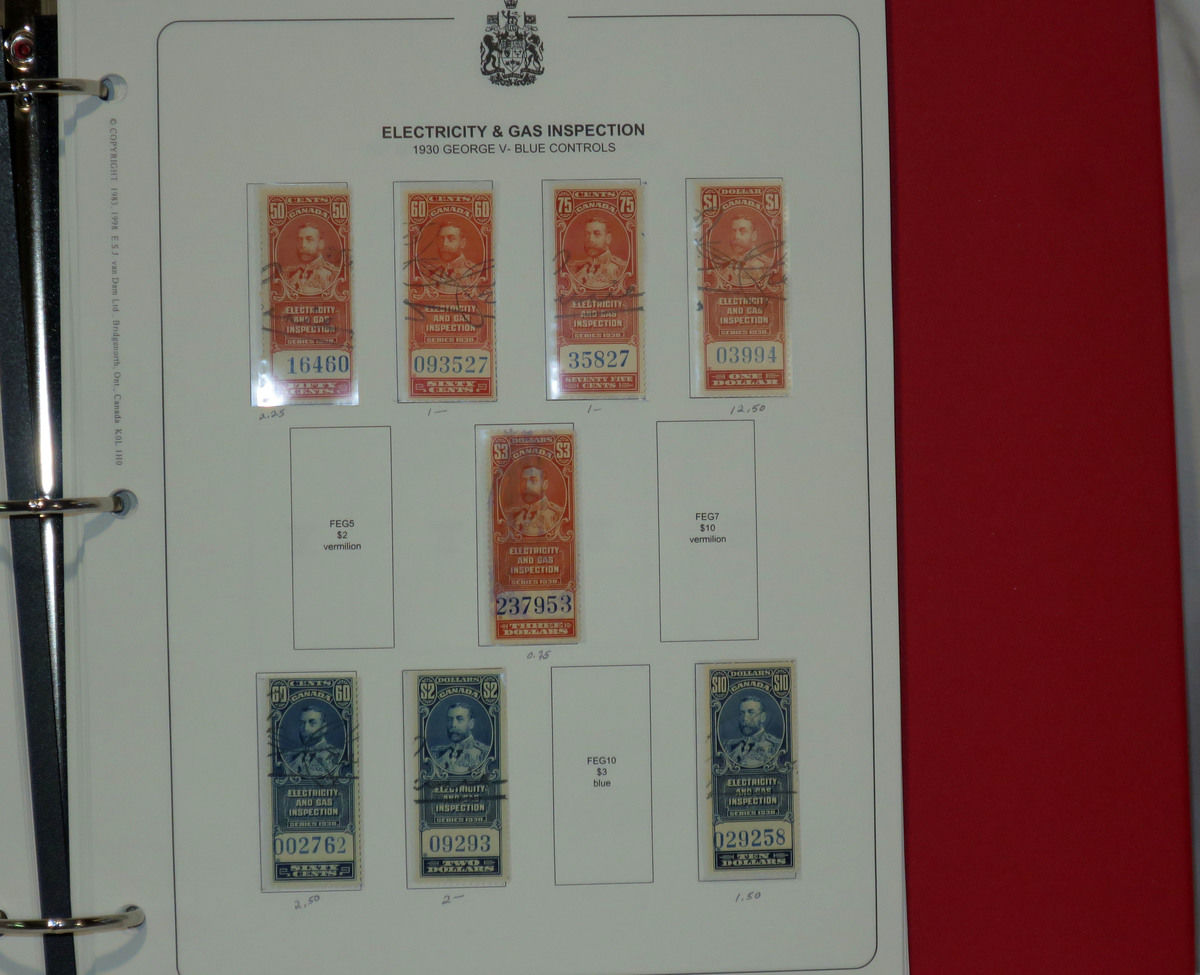 © COPYRIGHT 1983, 1998 E.S.J. van Dam Ltd. Bridgenorth, Ont., Canada K0L 1H0
ELECTRICITY & GAS INSPECTION
1930 GEORGE V- BLUE CONTROLS
CENTS
50 50
CANADA
ELECTRICITY
AND GAS
INSPECTION
SERIES 1930.
16460
FIFTY
CENTS
2.25
CENTS
60 60
CANADA
ELECTRICITY
AND GAS
INSPECTION
SERIES 1930.
093527
SIXTY
CENTS
1—
CENTS
75 75
CANADA
ELECTRICITY
AND GAS
INSPECTION
SERIES 1930.
35827
SEVENTY FIVE
CENTS
1—
DOLLAR
$1 $1
CANADA
ELECTRICITY
AND GAS
INSPECTION
SERIES 1930.
03994
ONE
DOLLAR
12.50
FEG5
$2
vermilion
DOLLARS
$3 $3
CANADA
ELECTRICITY
AND GAS
INSPECTION
SERIES 1930.
237953
THREE
DOLLARS
0.75
FEG7
$10
vermilion
CENTS
60 60
CANADA
ELECTRICITY
AND GAS
INSPECTION
SERIES 1930.
002762
SIXTY
CENTS
2.50
DOLLARS
$2 $2
CANADA
ELECTRICITY
AND GAS
INSPECTION
SERIES 1930.
09293
TWO
DOLLARS
2—
FEG10
$3
blue
DOLLARS
$10 $10
CANADA
ELECTRICITY
AND GAS
INSPECTION
SERIES 1930.
029258
TEN
DOLLARS
1.50